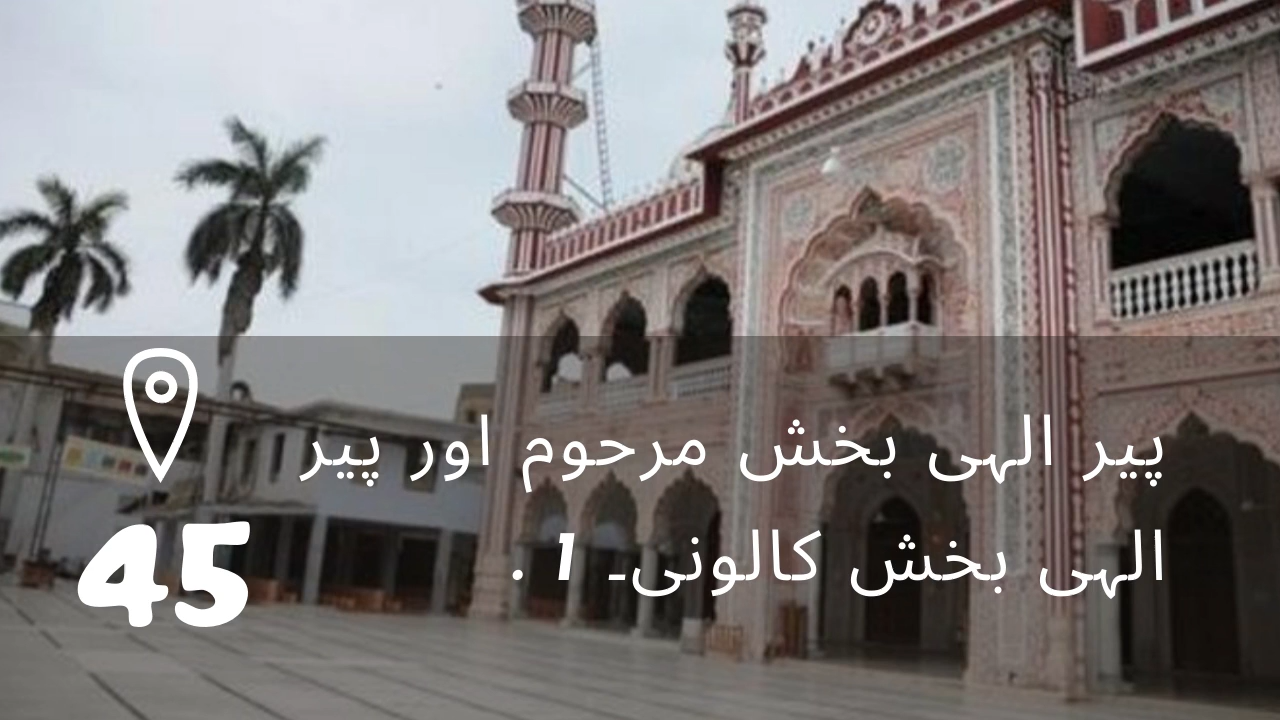 پیر الہی بخش مرحوم اور پیر
الہی بخش کالونی۔ 1 .
45